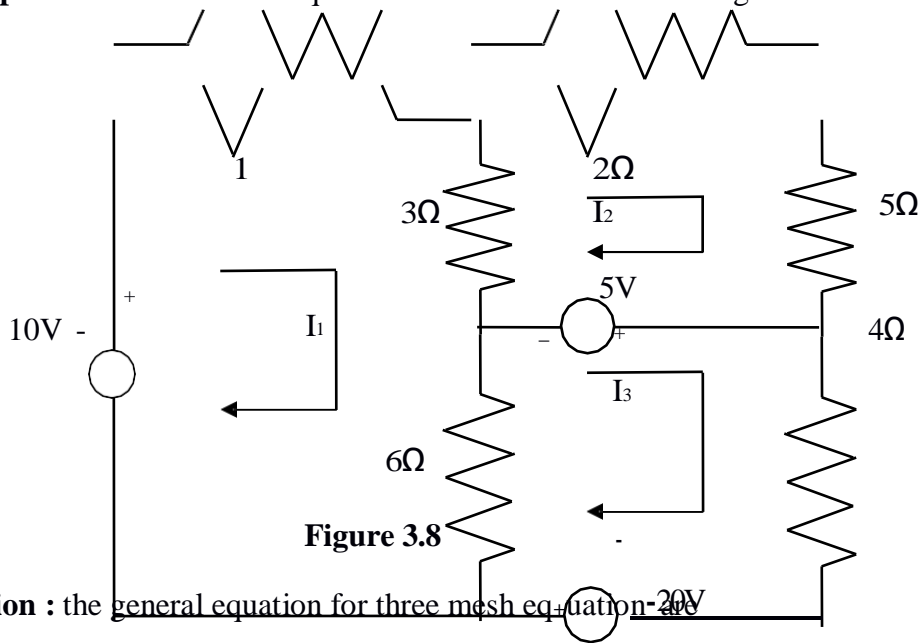 1
2Ω
3Ω
I2
5Ω
5V
+
10V -
I1
– +
4Ω
I3
6Ω
Figure 3.8
-
ion : the general equation for three mesh eq uation are
+
-20V